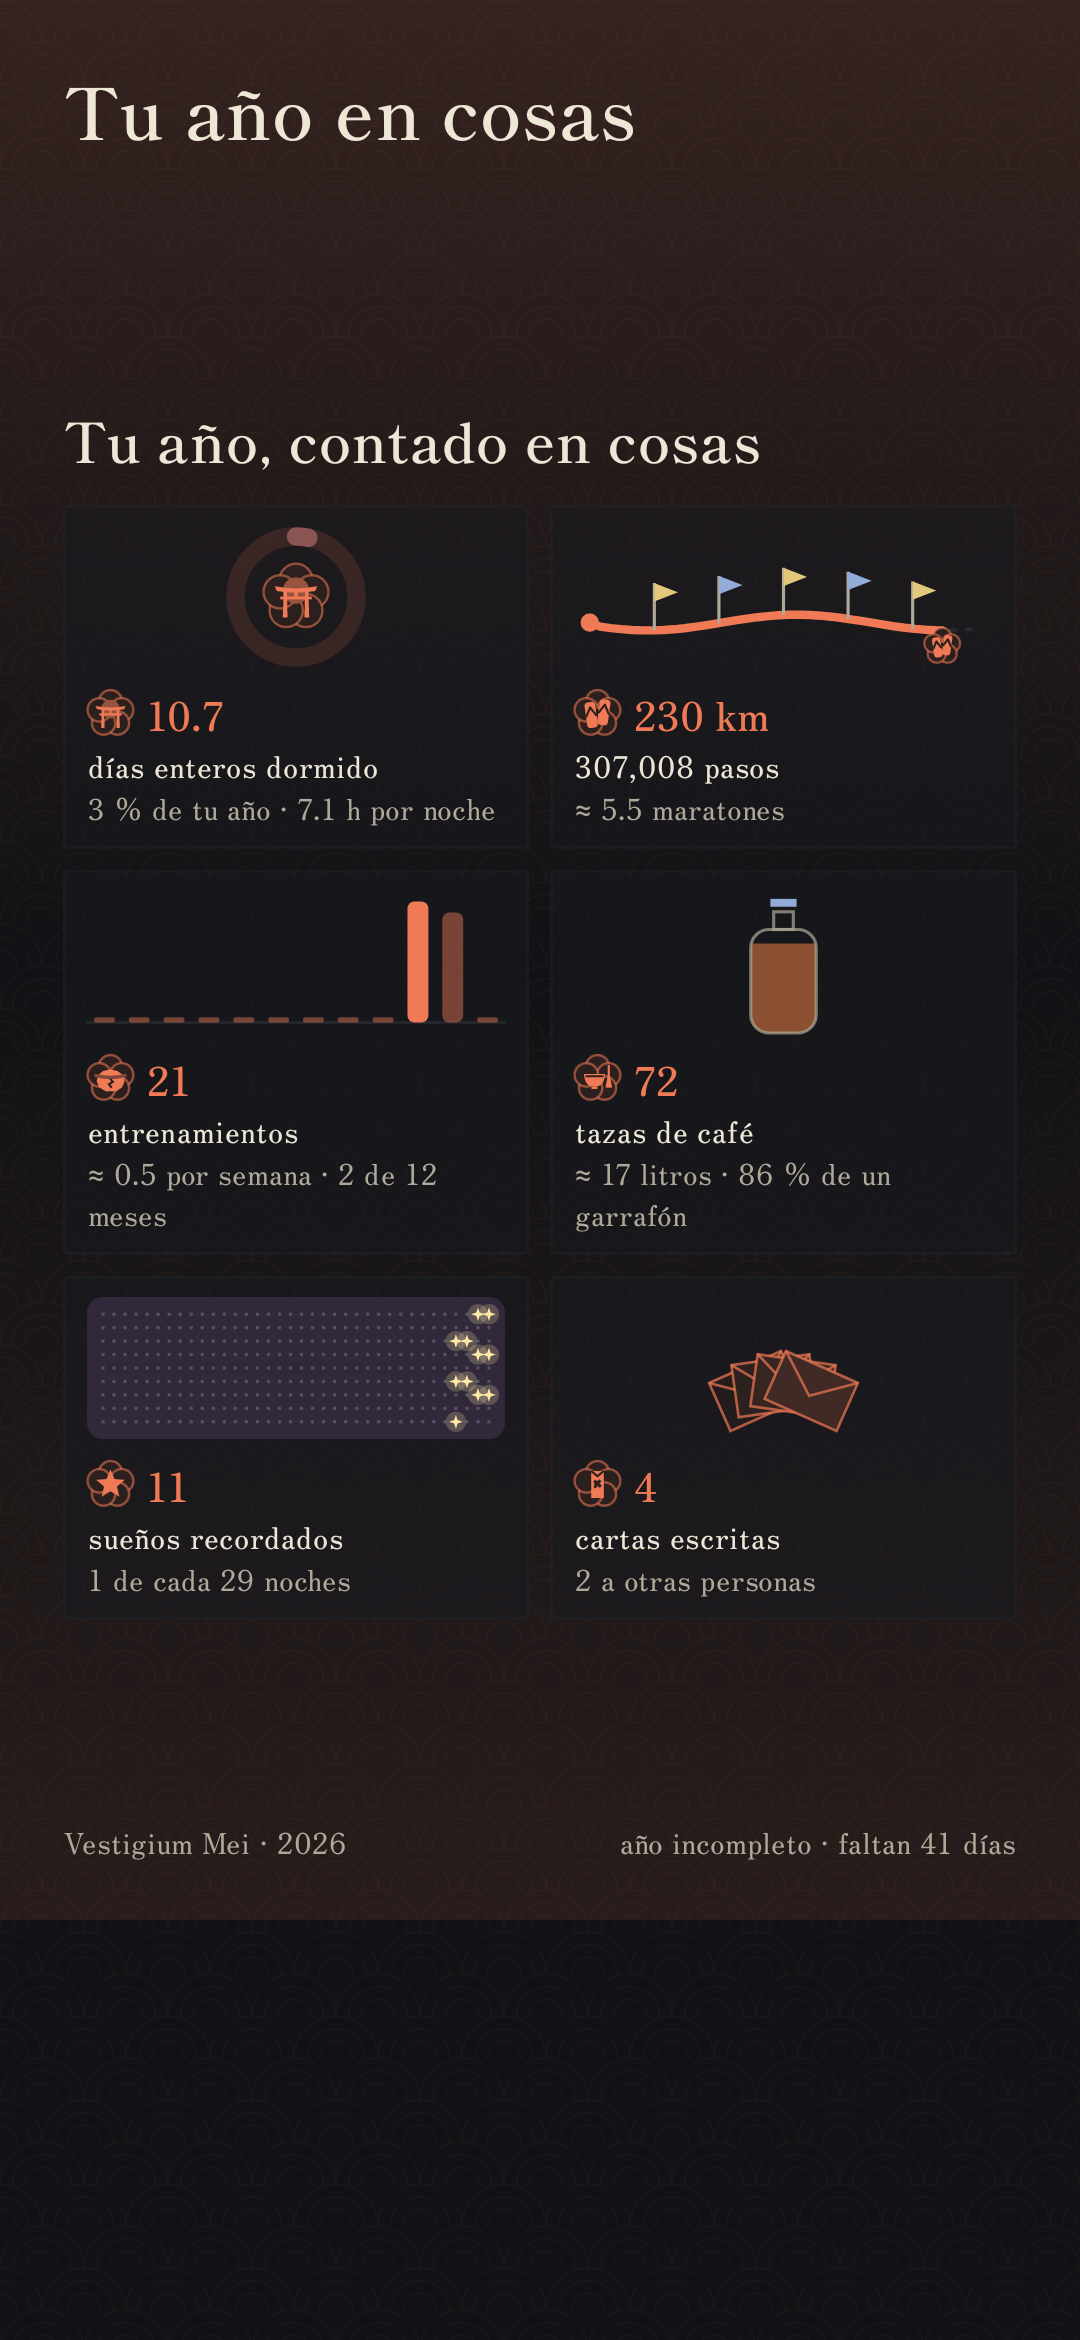 Tu año en cosas
Tu año, contado en cosas
10.7
días enteros dormido
3 % de tu año · 7.1 h por noche
230 km
307,008 pasos
≈ 5.5 maratones
21
entrenamientos
≈ 0.5 por semana · 2 de 12
meses
72
tazas de café
≈ 17 litros · 86 % de un
garrafón
11
sueños recordados
1 de cada 29 noches
4
cartas escritas
2 a otras personas
Vestigium Mei · 2026
año incompleto · faltan 41 días